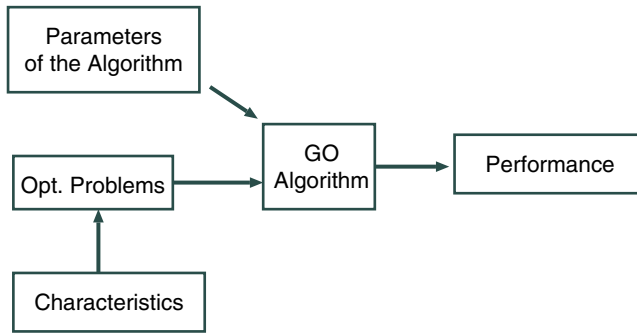 Parameters
of the Algorithm
GO
Algorithm
Performance
Opt. Problems
Characteristics